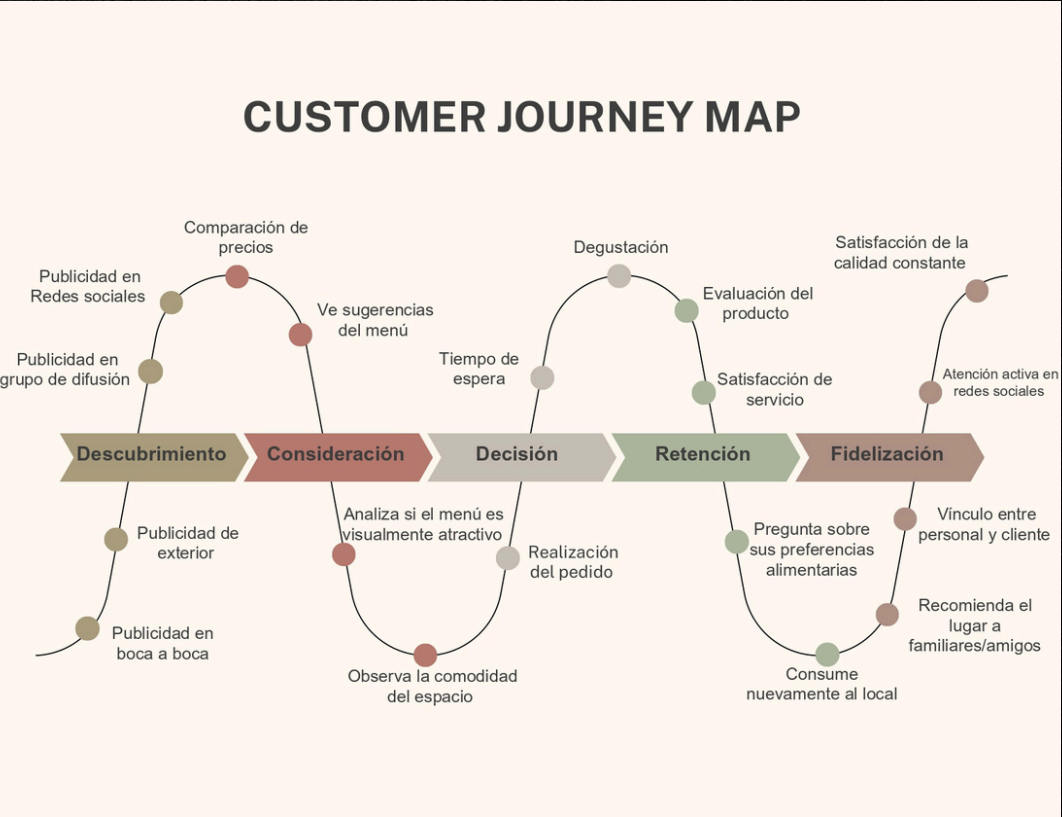 CUSTOMER JOURNEY MAP
Comparación de
precios
Publicidad en
Redes sociales
Ve sugerencias
del menú
Publicidad en
grupo de difusión
Degustación
Evaluación del
producto
Tiempo de
espera
Satisfacción de
servicio
Satisfacción de la
calidad constante
Atención activa en
redes sociales
Descubrimiento
Consideración
Decisión
Retención
Fidelización
Publicidad de
exterior
Publicidad en
boca a boca
Analiza si el menú es
visualmente atractivo
Observa la comodidad
del espacio
Realización
del pedido
Pregunta sobre
sus preferencias
alimentarias
Consume
nuevamente al local
Vínculo entre
personal y cliente
Recomienda el
lugar a
familiares/amigos